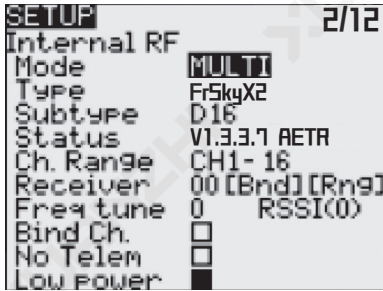 SETUP 2/12
Internal RF
Mode MULTI
Type FrSkyX2
Subtype D16
Status V1.3.3.7 AETR
Ch. Range CH1-16
Receiver 00 [Bnd] [Rng]
Freq tune 0 RSSI(0)
Bind Ch. □
No Telem □
Low power ■